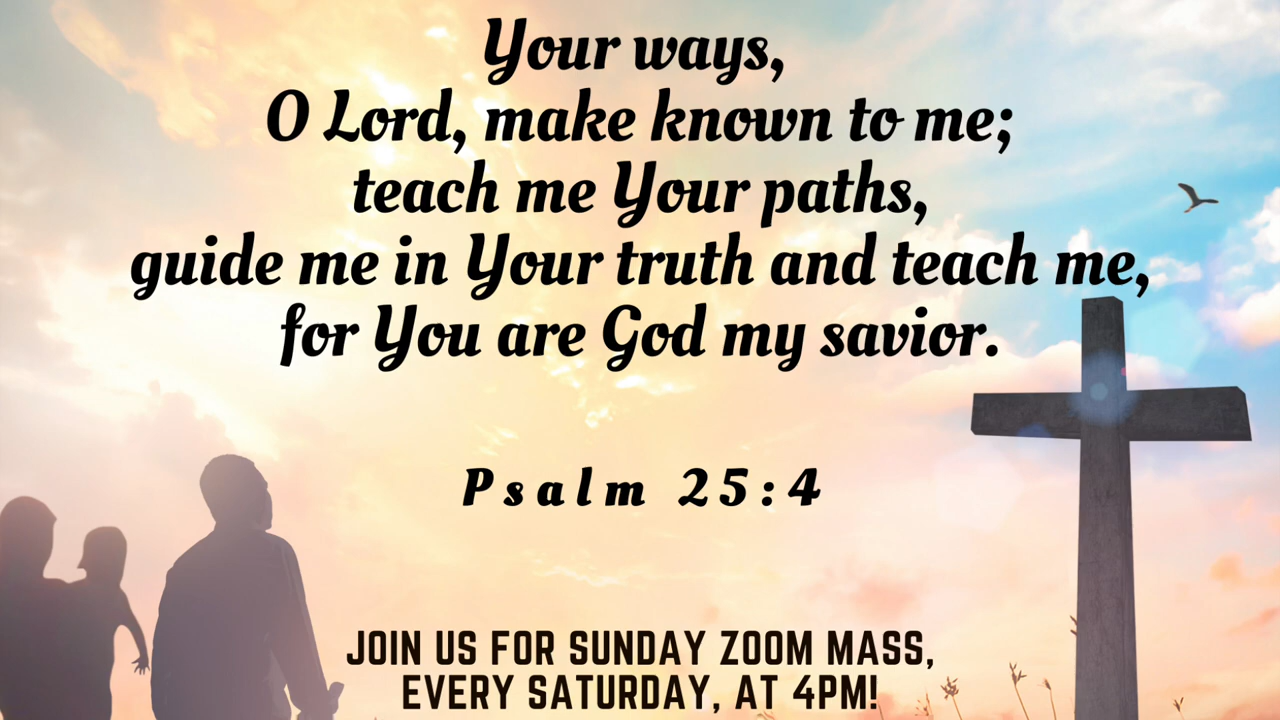 Your ways,
O Lord, make known to me;
teach me Your paths,
guide me in Your truth and teach me,
for You are God my savior.
Psalm 25:4
JOIN US FOR SUNDAY ZOOM MASS,
EVERY SATURDAY, AT 4PM!